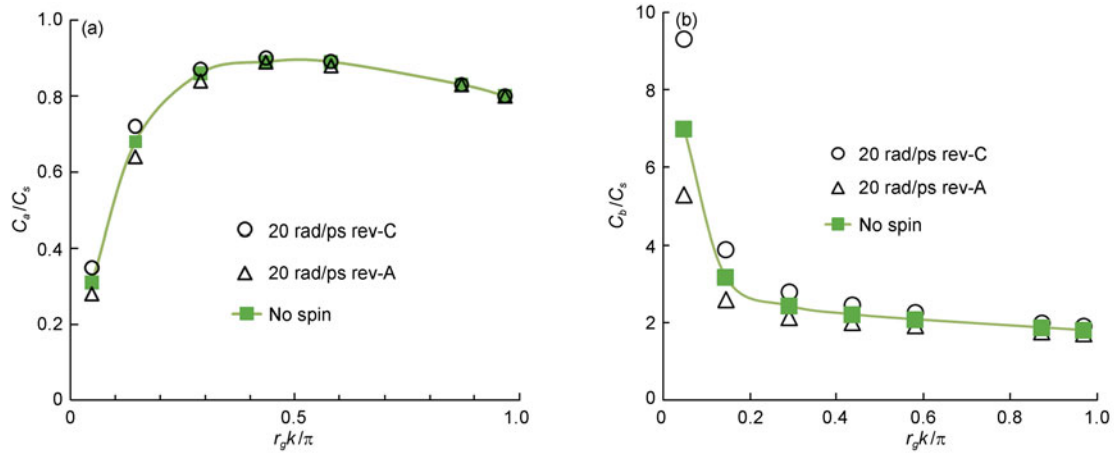 (a)
1.0
0.8
0.6
0.4
0.2
0
C_a/C_s
20 rad/ps rev-C
20 rad/ps rev-A
No spin
0 0.5 1.0
r_g k/π
(b)
10
8
6
4
2
0
C_b/C_s
20 rad/ps rev-C
20 rad/ps rev-A
No spin
0 0.2 0.4 0.6 0.8 1.0
r_g k/π